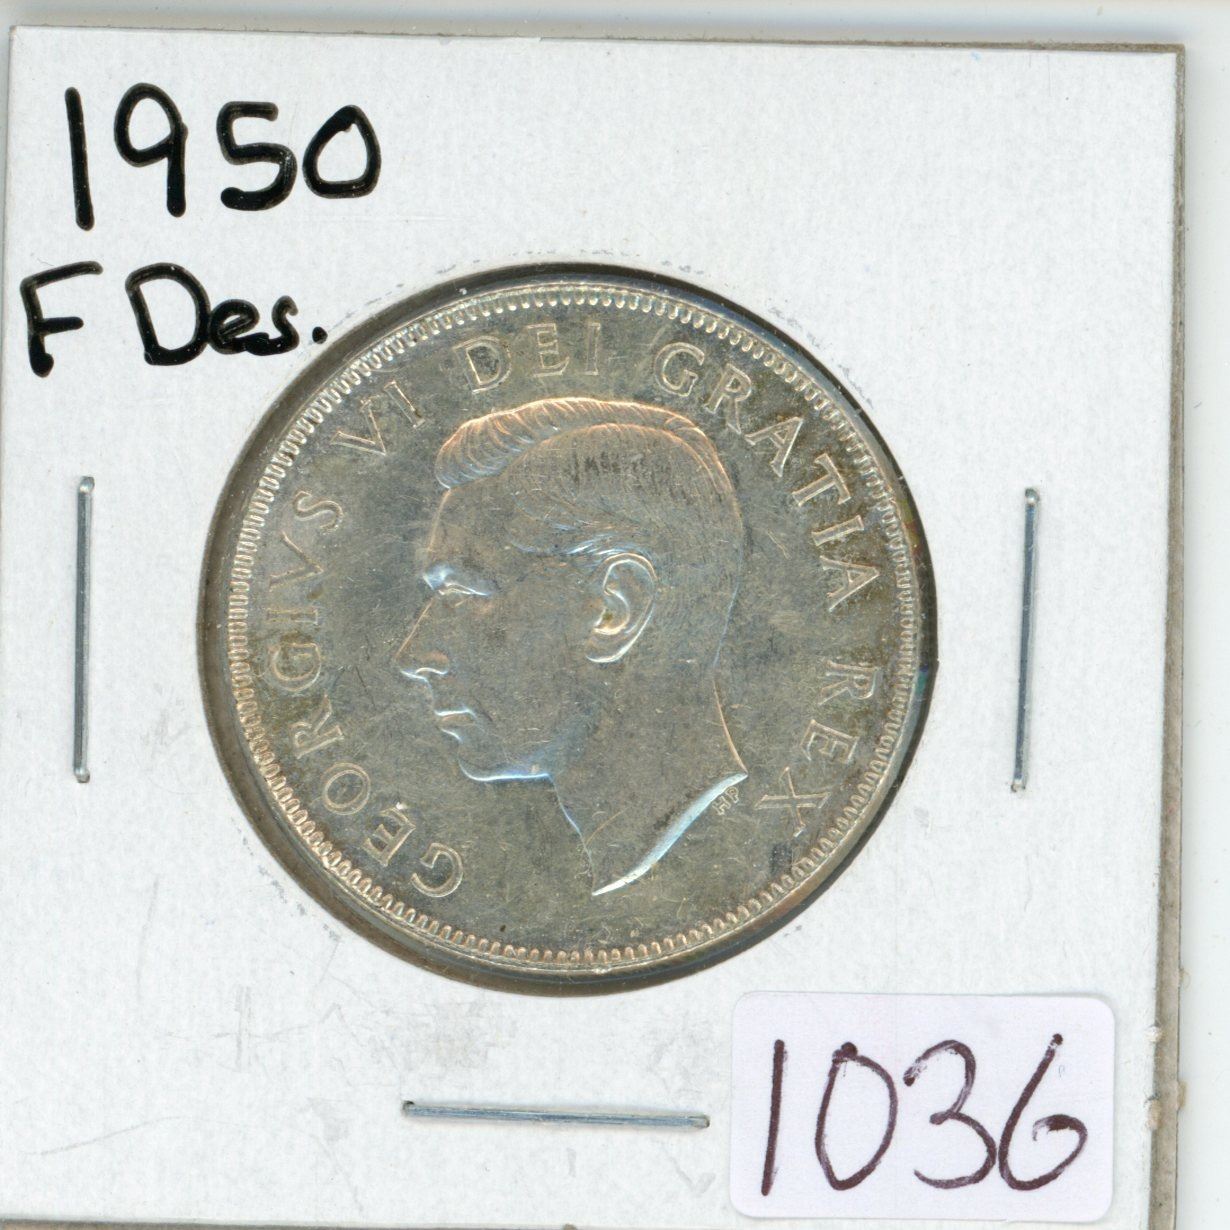 1950
F Des.
GEORGIVS VI DEI GRATIA REX
HP
1036